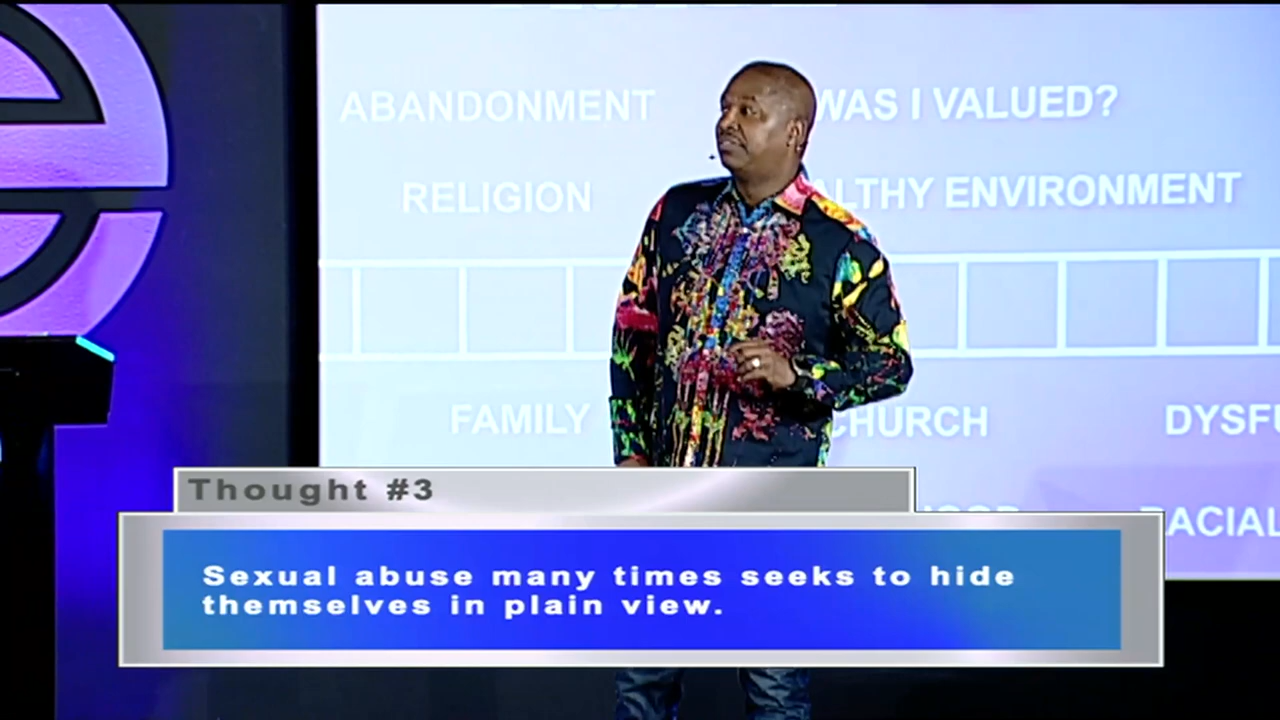 ABANDONMENT WAS I VALUED?
RELIGION ALTHY ENVIRONMENT
FAMILY CHURCH DYSFU
RACIAL
Thought #3
Sexual abuse many times seeks to hide
themselves in plain view.